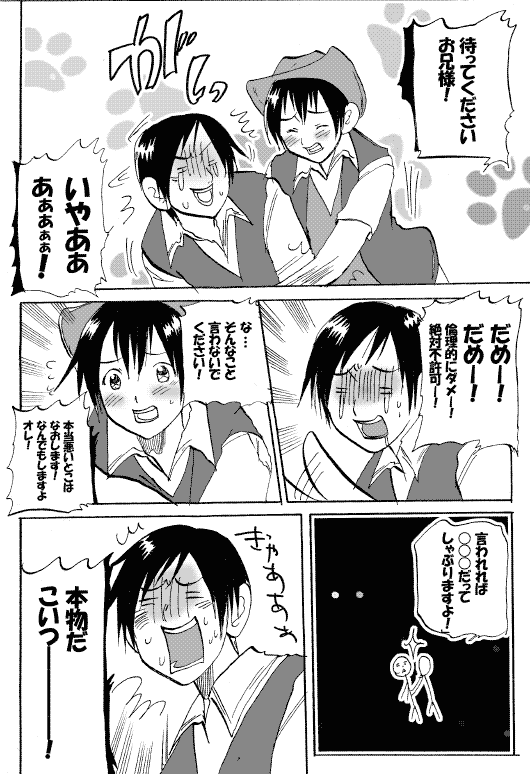 待ってください
お兄様！
ガシッ
いやあぁ
あぁぁぁぁ！
だめー！
だめー！
倫理的にダメー！
絶対不許可ー！
な…
そんなこと
言わないで
ください！
本当悪いとこは
なおします！
なんでもしますよ
オレ！
言われれば
○○○だって
しゃぶりますよ！
きゃあああ
本物だ
こいつ――――！